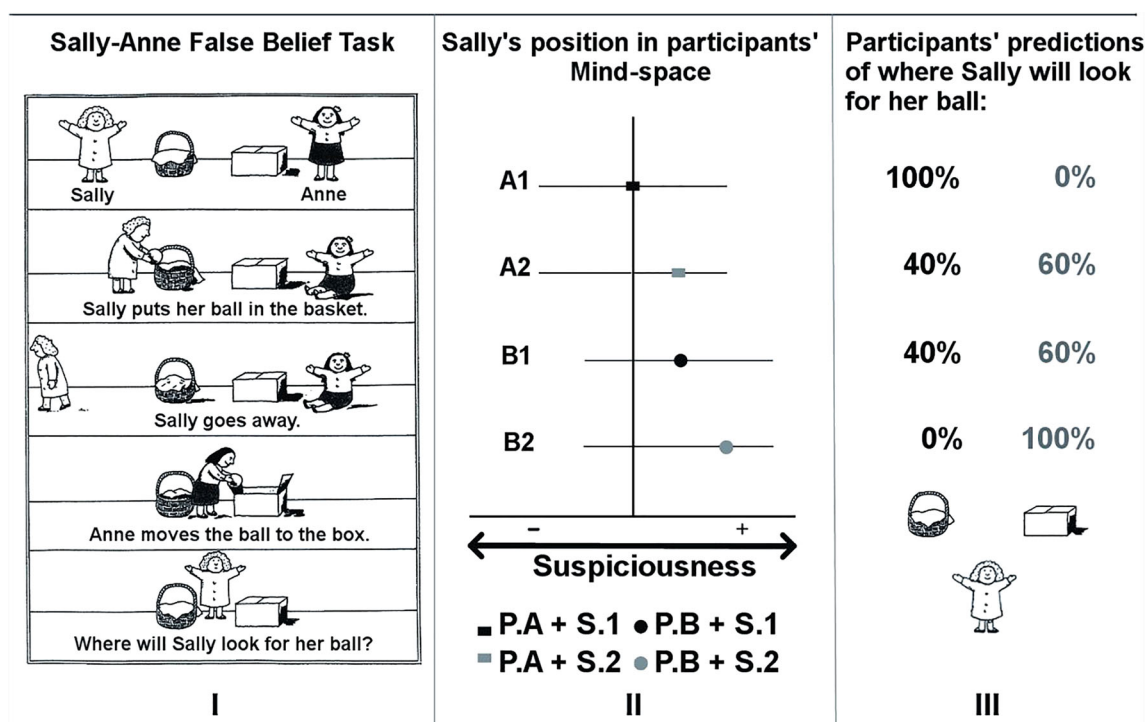 Sally-Anne False Belief Task
Sally
Anne
Sally puts her ball in the basket.
Sally goes away.
Anne moves the ball to the box.
Where will Sally look for her ball?
I
Sally's position in participants'
Mind-space
A1
A2
B1
B2
- +
Suspiciousness
P.A + S.1 P.B + S.1
P.A + S.2 P.B + S.2
II
Participants' predictions
of where Sally will look
for her ball:
100% 0%
40% 60%
40% 60%
0% 100%
III